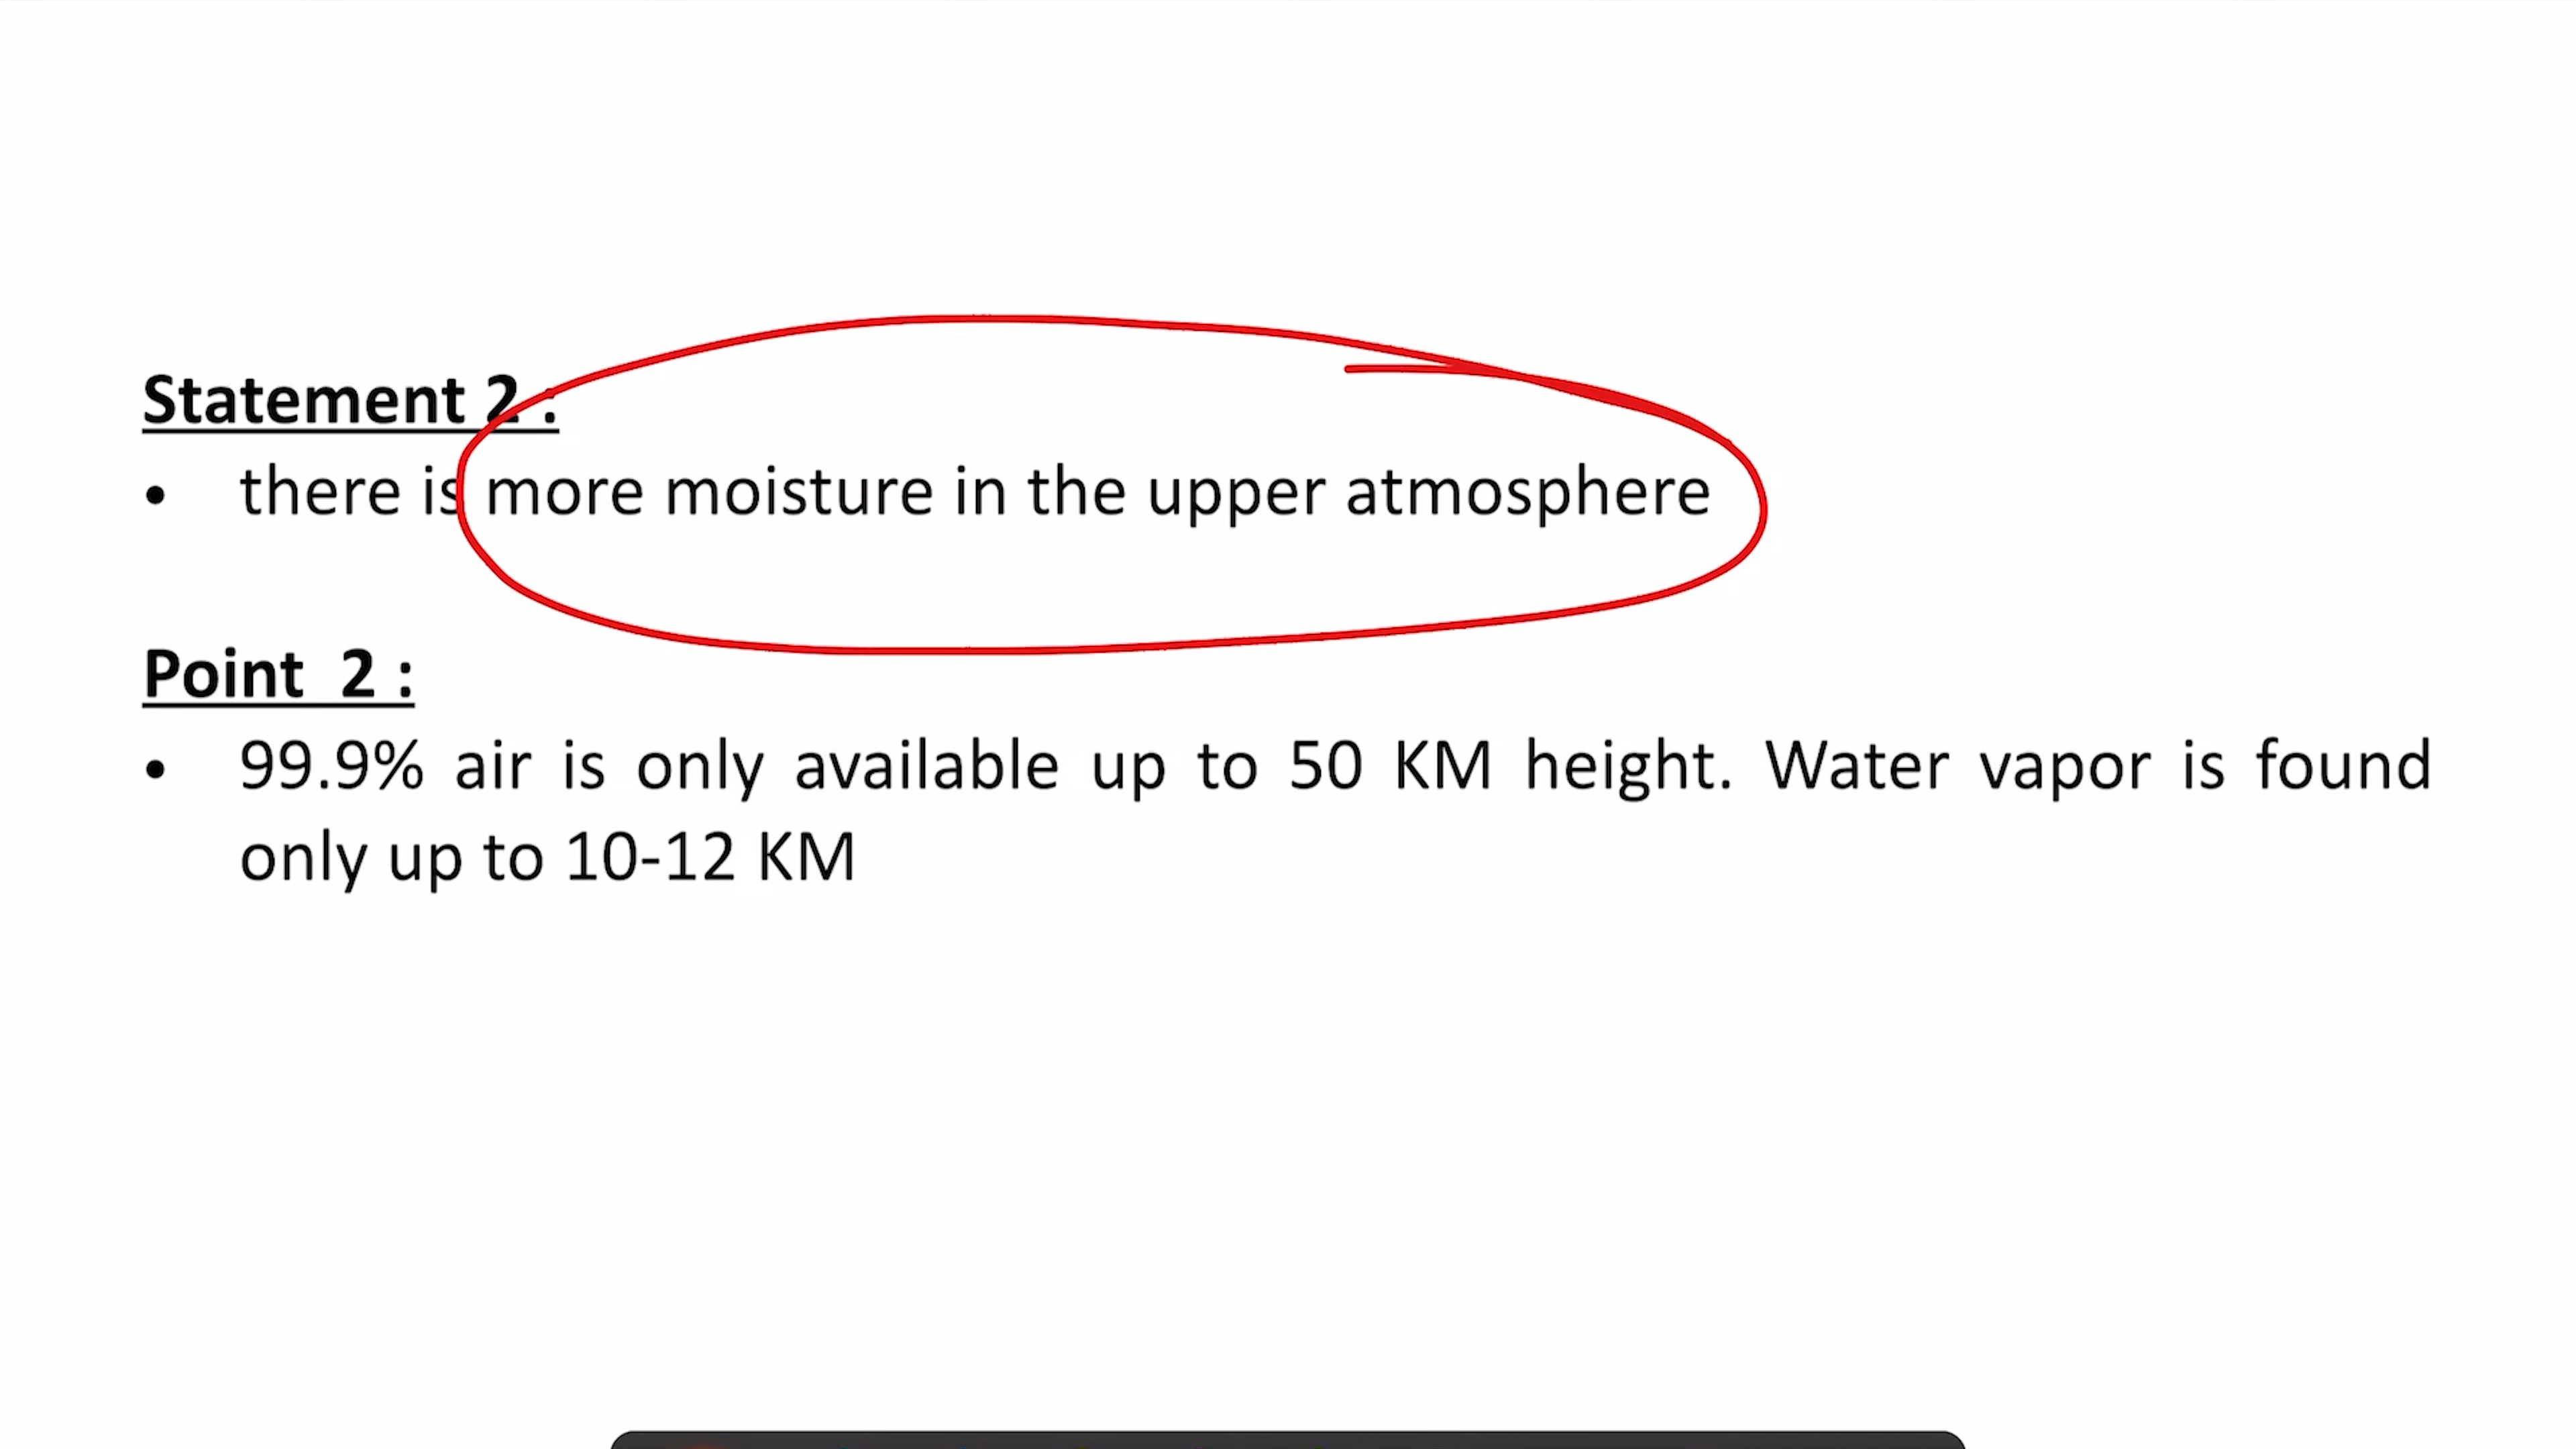 Statement 2 :
• there is more moisture in the upper atmosphere
Point 2 :
• 99.9% air is only available up to 50 KM height. Water vapor is found
only up to 10-12 KM